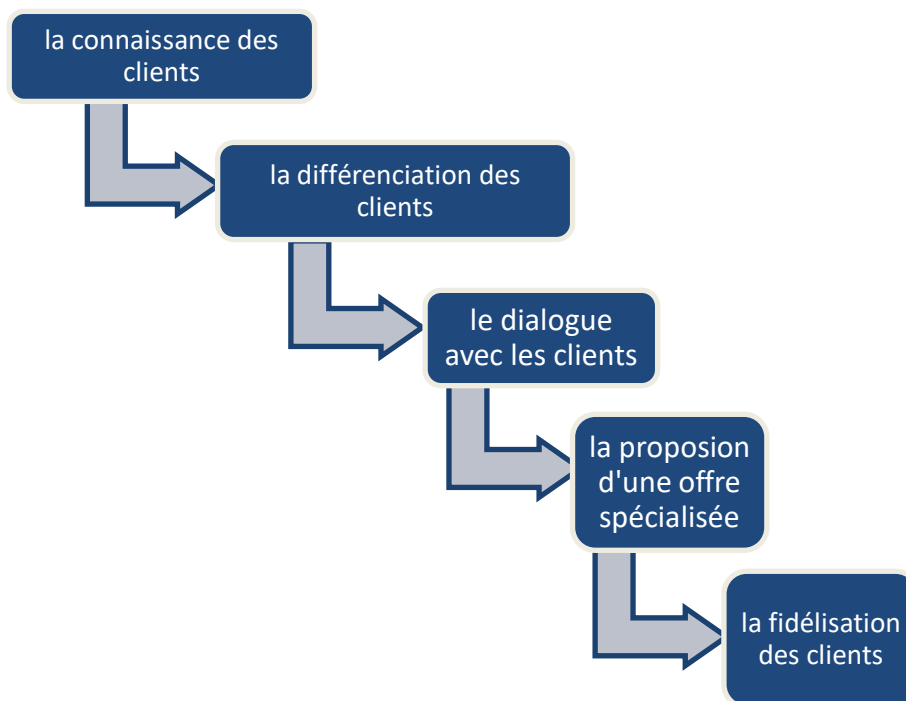 la connaissance des
clients
la différenciation des
clients
le dialogue
avec les clients
la proposion
d'une offre
spécialisée
la fidélisation
des clients